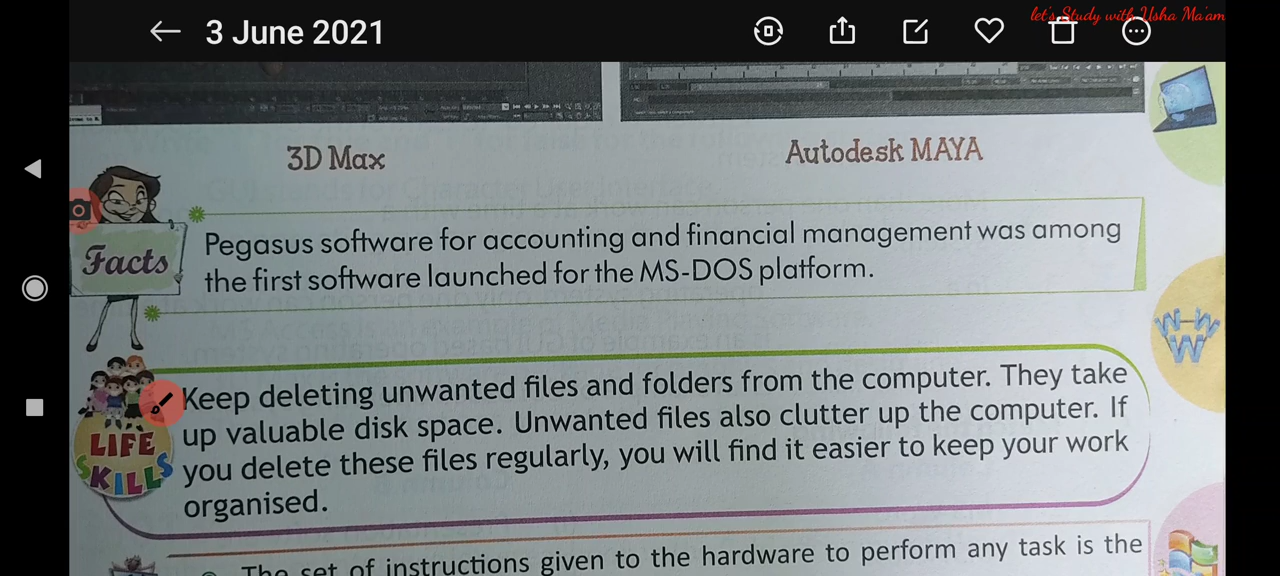 let's Study with Usha Ma'am
3 June 2021
3D Max
Autodesk MAYA
Facts
Pegasus software for accounting and financial management was among
the first software launched for the MS-DOS platform.
LIFE
SKILLS
Keep deleting unwanted files and folders from the computer. They take
up valuable disk space. Unwanted files also clutter up the computer. If
you delete these files regularly, you will find it easier to keep your work
organised.
W-W
W
The set of instructions given to the hardware to perform any task is the